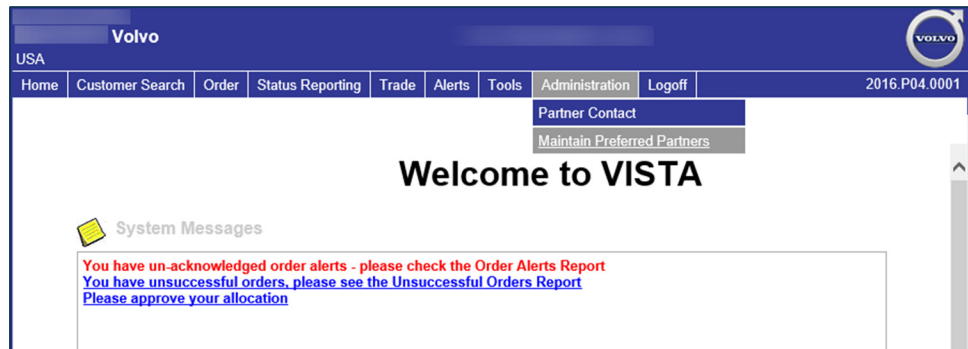 Volvo
VOLVO
USA
Home Customer Search Order Status Reporting Trade Alerts Tools Administration Logoff 2016.P04.0001
Partner Contact
Maintain Preferred Partners
Welcome to VISTA
System Messages
You have un-acknowledged order alerts - please check the Order Alerts Report
You have unsuccessful orders, please see the Unsuccessful Orders Report
Please approve your allocation